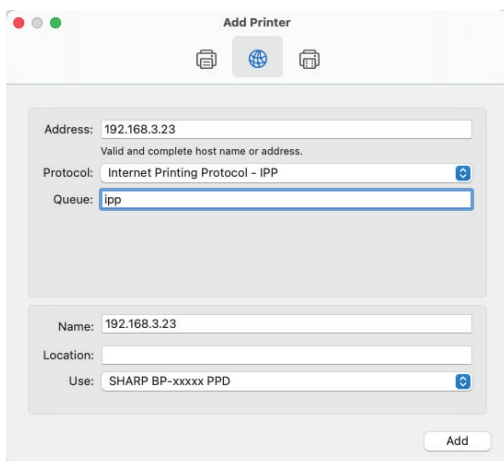 Add Printer
Address: 192.168.3.23
Valid and complete host name or address.
Protocol: Internet Printing Protocol - IPP
Queue: ipp
Name: 192.168.3.23
Location:
Use: SHARP BP-xxxxx PPD
Add